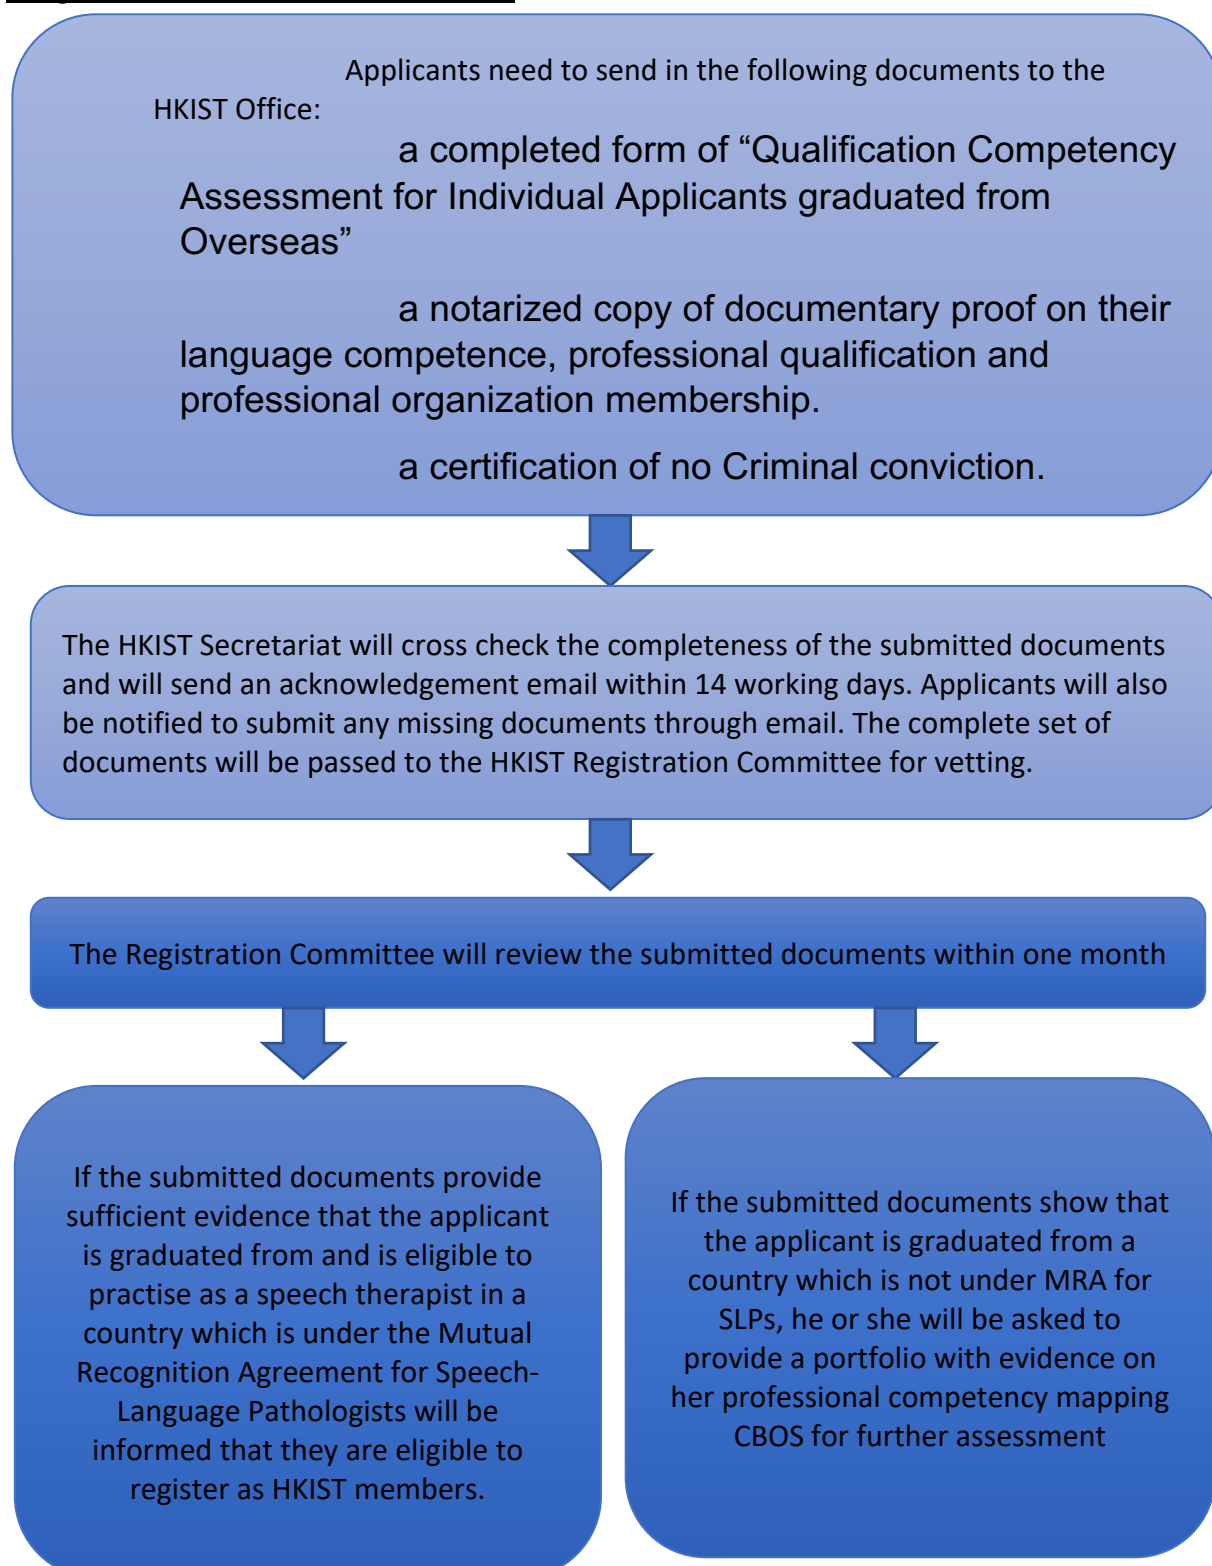 Applicants need to send in the following documents to the
HKIST Office:
a completed form of “Qualification Competency
Assessment for Individual Applicants graduated from
Overseas”
a notarized copy of documentary proof on their
language competence, professional qualification and
professional organization membership.
a certification of no Criminal conviction.
The HKIST Secretariat will cross check the completeness of the submitted documents
and will send an acknowledgement email within 14 working days. Applicants will also
be notified to submit any missing documents through email. The complete set of
documents will be passed to the HKIST Registration Committee for vetting.
The Registration Committee will review the submitted documents within one month
If the submitted documents provide
sufficient evidence that the applicant
is graduated from and is eligible to
practise as a speech therapist in a
country which is under the Mutual
Recognition Agreement for Speech-
Language Pathologists will be
informed that they are eligible to
register as HKIST members.
If the submitted documents show that
the applicant is graduated from a
country which is not under MRA for
SLPs, he or she will be asked to
provide a portfolio with evidence on
her professional competency mapping
CBOS for further assessment